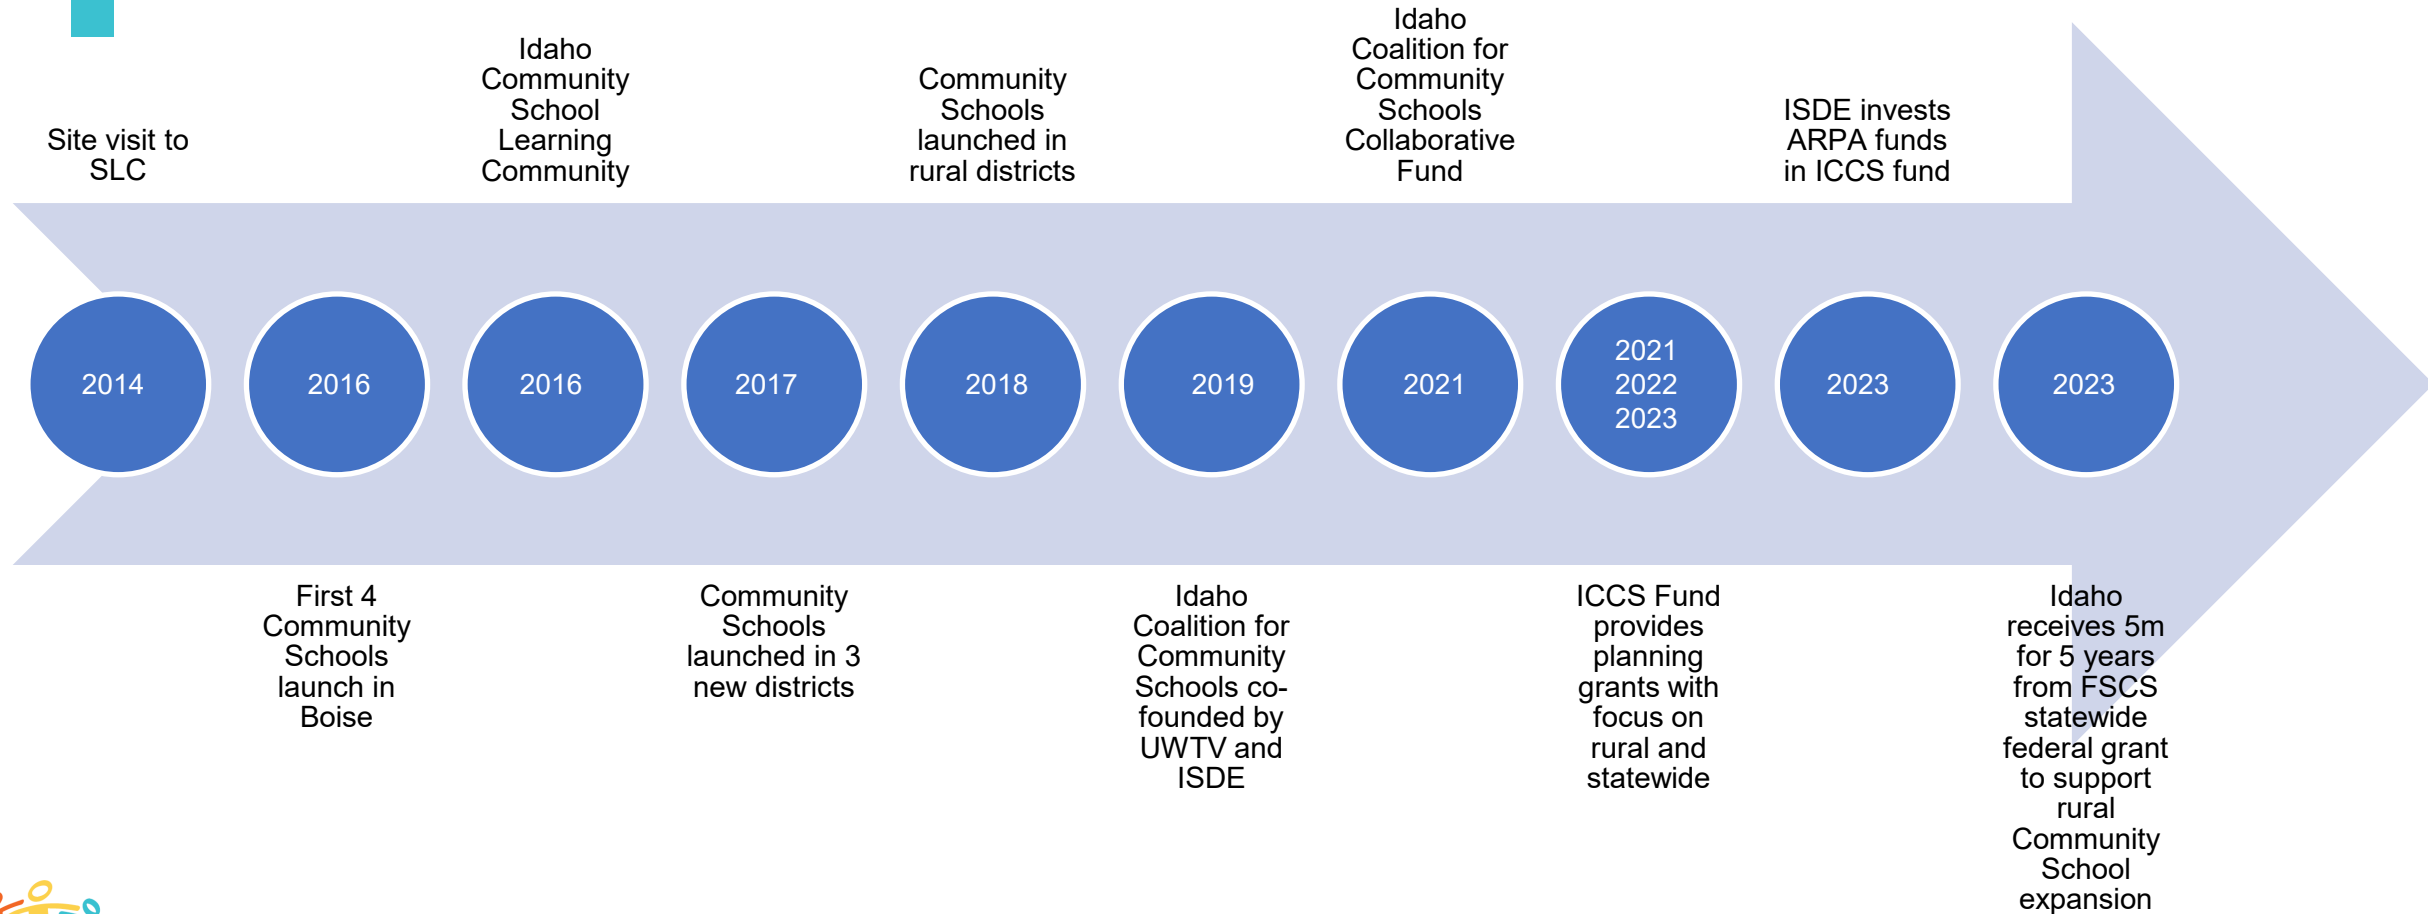 Site visit to
SLC
2014
2016
First 4
Community
Schools
launch in
Boise
Idaho
Community
School
Learning
Community
2016
2017
Community
Schools
launched in 3
new districts
Community
Schools
launched in
rural districts
2018
2019
Idaho
Coalition for
Community
Schools co-
founded by
UWTV and
ISDE
Idaho
Coalition for
Community
Schools
Collaborative
Fund
2021
2021
2022
2023
ICCS Fund
provides
planning
grants with
focus on
rural and
statewide
ISDE invests
ARPA funds
in ICCS fund
2023
2023
Idaho
receives 5m
for 5 years
from FSCS
statewide
federal grant
to support
rural
Community
School
expansion